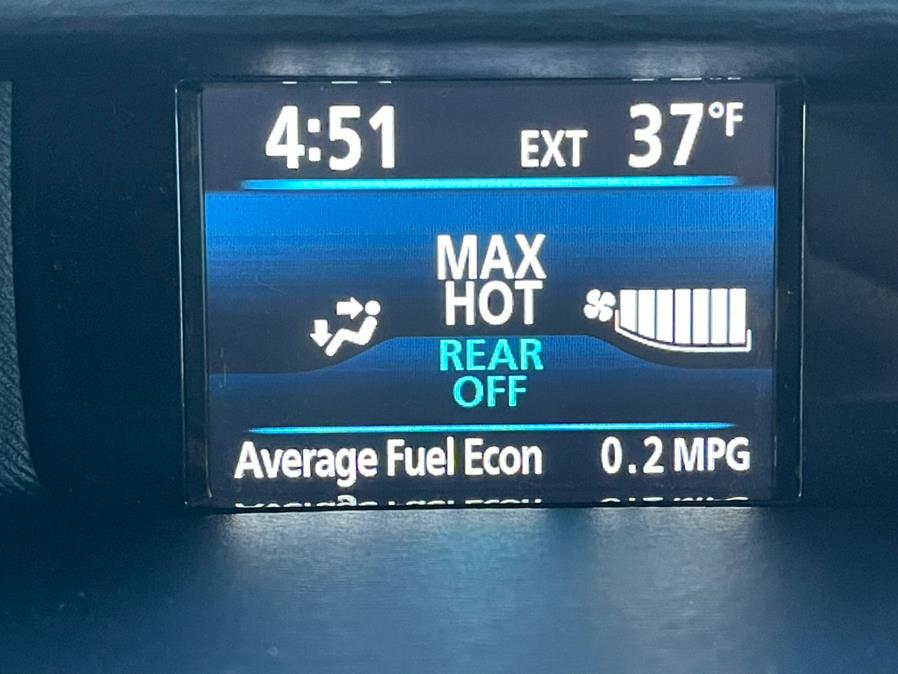 4:51 EXT 37°F
MAX
HOT
REAR
OFF
Average Fuel Econ 0.2 MPG